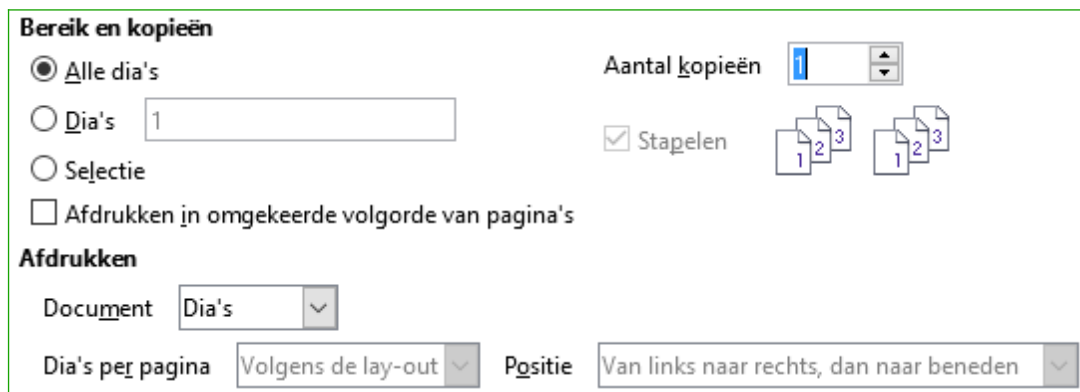 Bereik en kopieën
Alle dia's
Aantal kopieën 1
Dia's 1
Stapelen 1 2 3 1 2 3
Selectie
Afdrukken in omgekeerde volgorde van pagina's
Afdrukken
Document Dia's
Dia's per pagina Volgens de lay-out Positie Van links naar rechts, dan naar beneden